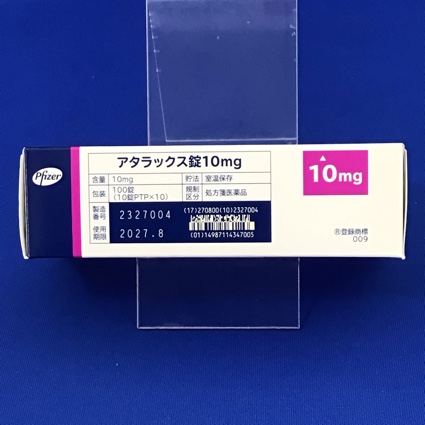 Pfizer
アタラックス錠10mg
含量 10mg 貯法 室温保存
包装 100錠 (10錠PTP×10) 規制区分 処方箋医薬品
製造番号 2327004
(17)270800(10)2327004
使用期限 2027.8
(01)14987114347005
10mg
®登録商標
009